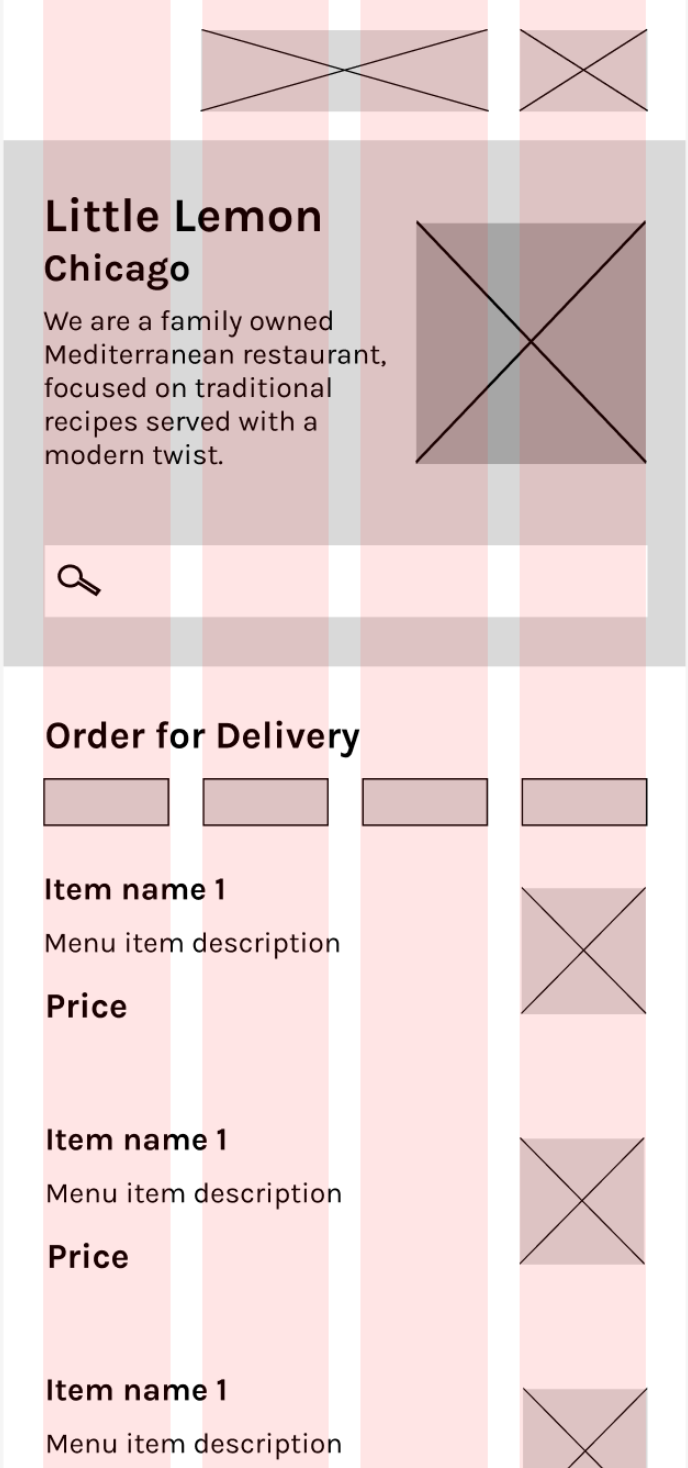 Little Lemon
Chicago
We are a family owned
Mediterranean restaurant,
focused on traditional
recipes served with a
modern twist.
Order for Delivery
Item name 1
Menu item description
Price
Item name 1
Menu item description
Price
Item name 1
Menu item description